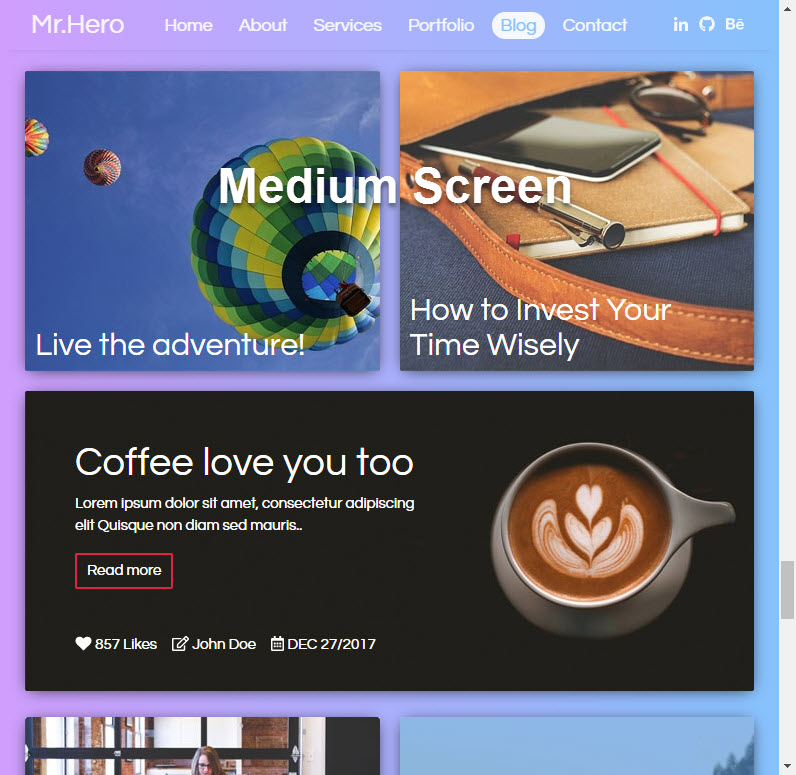 Mr.Hero Home About Services Portfolio Blog Contact in Bē
Medium Screen
Live the adventure!
How to Invest Your
Time Wisely
Coffee love you too
Lorem ipsum dolor sit amet, consectetur adipiscing
elit Quisque non diam sed mauris..
Read more
857 Likes John Doe DEC 27/2017